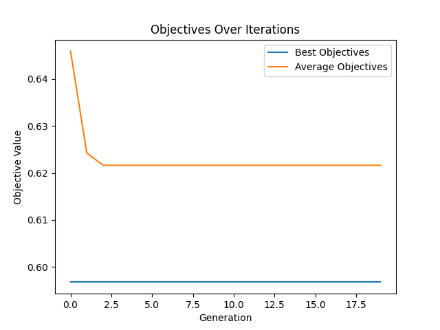 Objectives Over Iterations
Best Objectives
Average Objectives
Objective Value
0.64
0.63
0.62
0.61
0.60
0.0 2.5 5.0 7.5 10.0 12.5 15.0 17.5
Generation